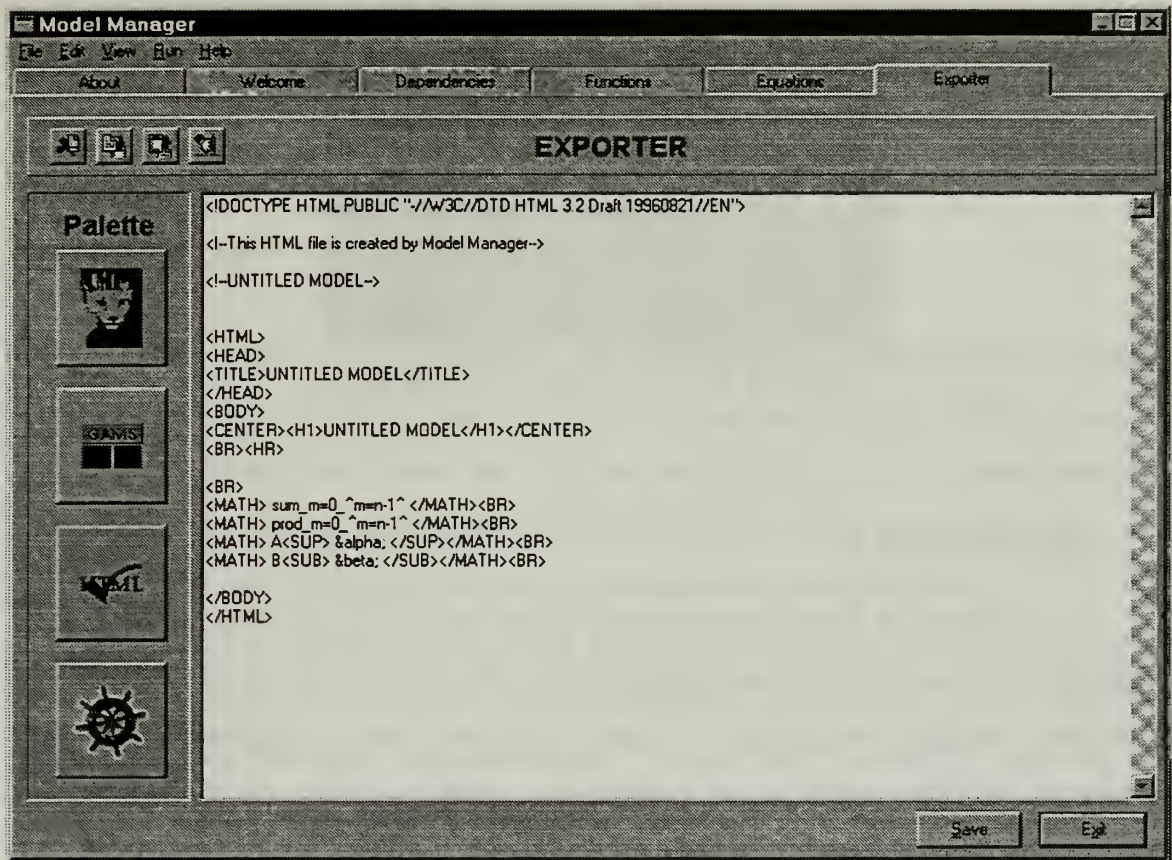 Model Manager
File Edit View Run Help
About Welcome Dependencies Functions Equations Exporter
EXPORTER
Palette
GAMS
HTML
<!DOCTYPE HTML PUBLIC "-//W3C//DTD HTML 3.2 Draft 19960821//EN">
<!--This HTML file is created by Model Manager-->
<!--UNTITLED MODEL-->
<HTML>
<HEAD>
<TITLE>UNTITLED MODEL</TITLE>
</HEAD>
<BODY>
<CENTER><H1>UNTITLED MODEL</H1></CENTER>
<BR><HR>
<BR>
<MATH> sum_m=0_^m=n-1^ </MATH><BR>
<MATH> prod_m=0_^m=n-1^ </MATH><BR>
<MATH> A<SUP> &alpha; </SUP></MATH><BR>
<MATH> B<SUB> &beta; </SUB></MATH><BR>
</BODY>
</HTML>
Save Exit